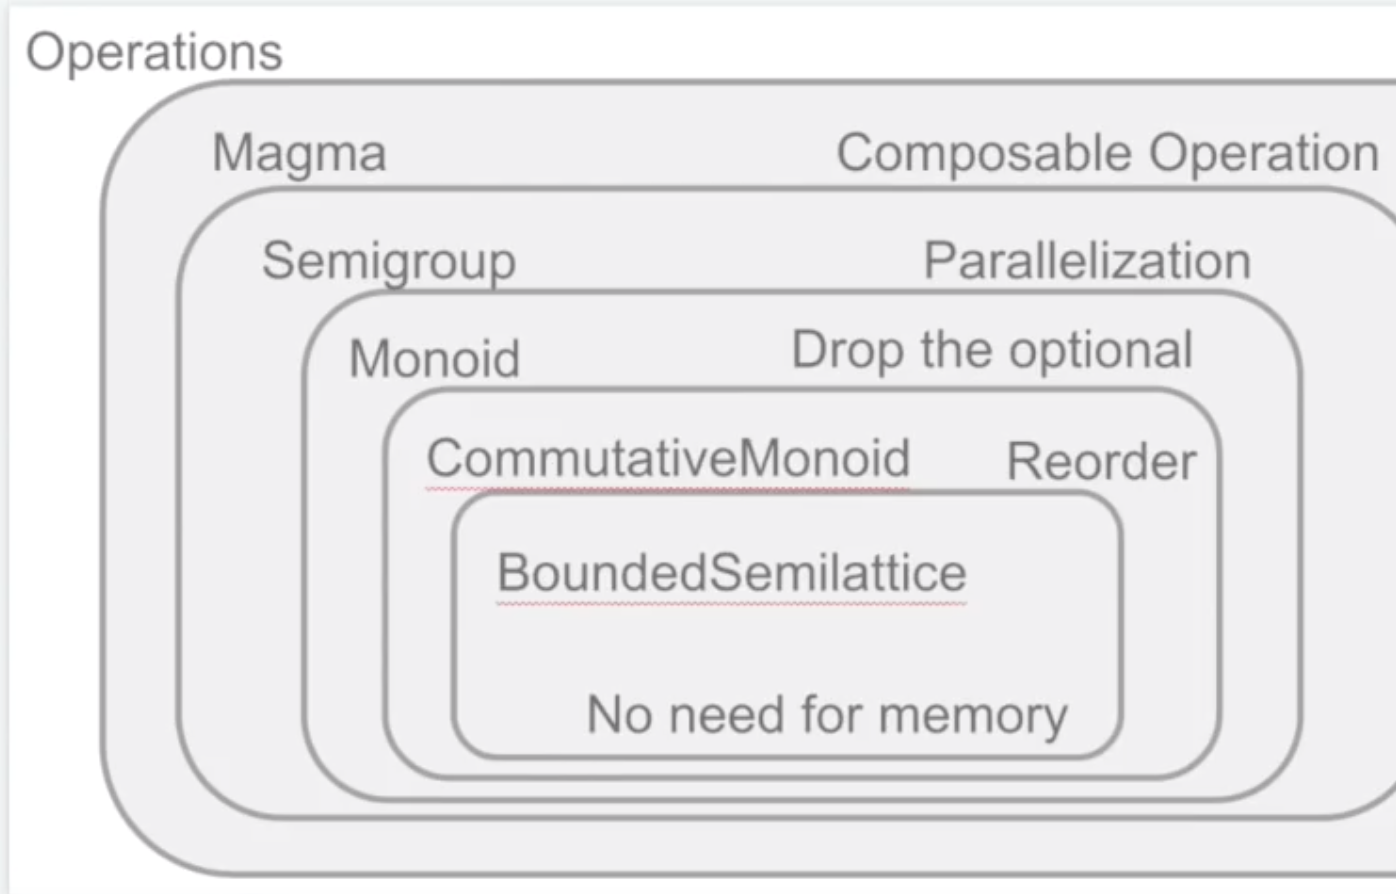 Operations
Magma Composable Operation
Semigroup Parallelization
Monoid Drop the optional
CommutativeMonoid Reorder
BoundedSemilattice
No need for memory